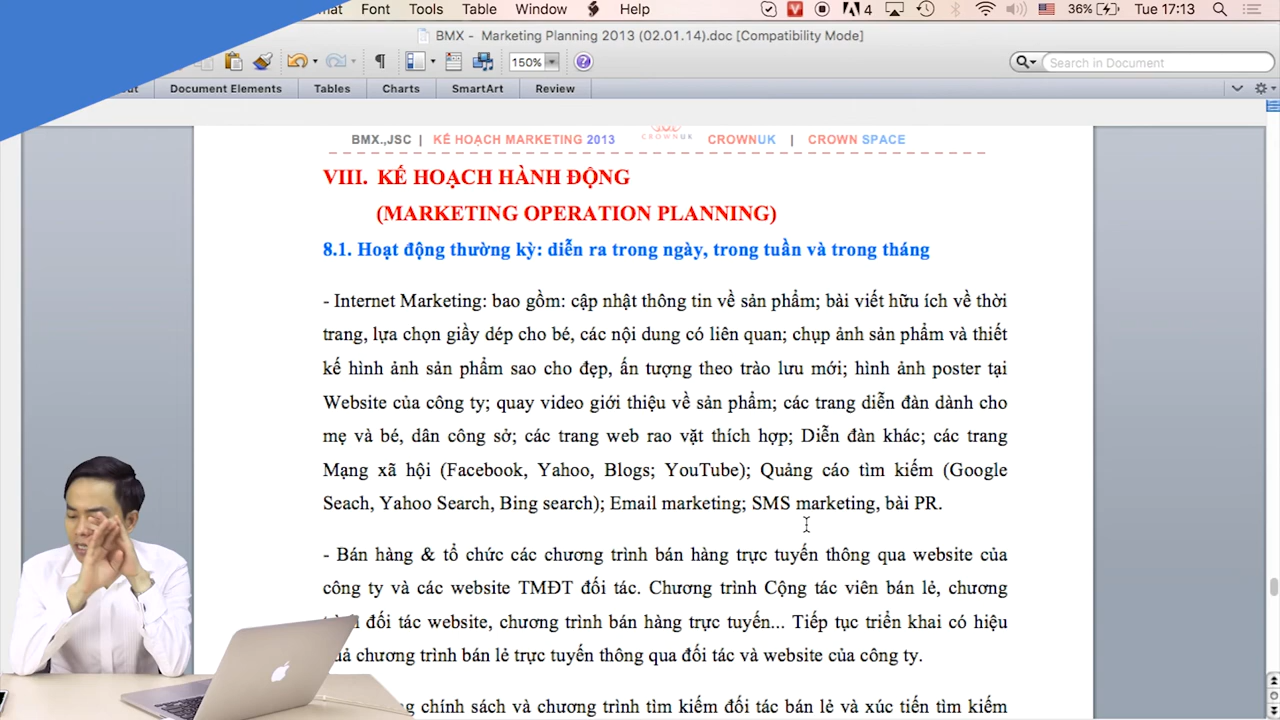 Font Tools Table Window Help 4 36% Tue 17:13
BMX - Marketing Planning 2013 (02.01.14).doc [Compatibility Mode]
150% Search in Document
Document Elements Tables Charts SmartArt Review
BMX.,JSC | KẾ HOẠCH MARKETING 2013 CROWNUK CROWNUK | CROWN SPACE
VIII. KẾ HOẠCH HÀNH ĐỘNG
(MARKETING OPERATION PLANNING)
8.1. Hoạt động thường kỳ: diễn ra trong ngày, trong tuần và trong tháng
- Internet Marketing: bao gồm: cập nhật thông tin về sản phẩm; bài viết hữu ích về thời
trang, lựa chọn giầy dép cho bé, các nội dung có liên quan; chụp ảnh sản phẩm và thiết
kế hình ảnh sản phẩm sao cho đẹp, ấn tượng theo trào lưu mới; hình ảnh poster tại
Website của công ty; quay video giới thiệu về sản phẩm; các trang diễn đàn dành cho
mẹ và bé, dân công sở; các trang web rao vặt thích hợp; Diễn đàn khác; các trang
Mạng xã hội (Facebook, Yahoo, Blogs; YouTube); Quảng cáo tìm kiếm (Google
Seach, Yahoo Search, Bing search); Email marketing; SMS marketing, bài PR.
- Bán hàng & tổ chức các chương trình bán hàng trực tuyến thông qua website của
công ty và các website TMĐT đối tác. Chương trình Cộng tác viên bán lẻ, chương
đối tác website, chương trình bán hàng trực tuyến... Tiếp tục triển khai có hiệu
chương trình bán lẻ trực tuyến thông qua đối tác và website của công ty.
chính sách và chương trình tìm kiếm đối tác bán lẻ và xúc tiến tìm kiếm